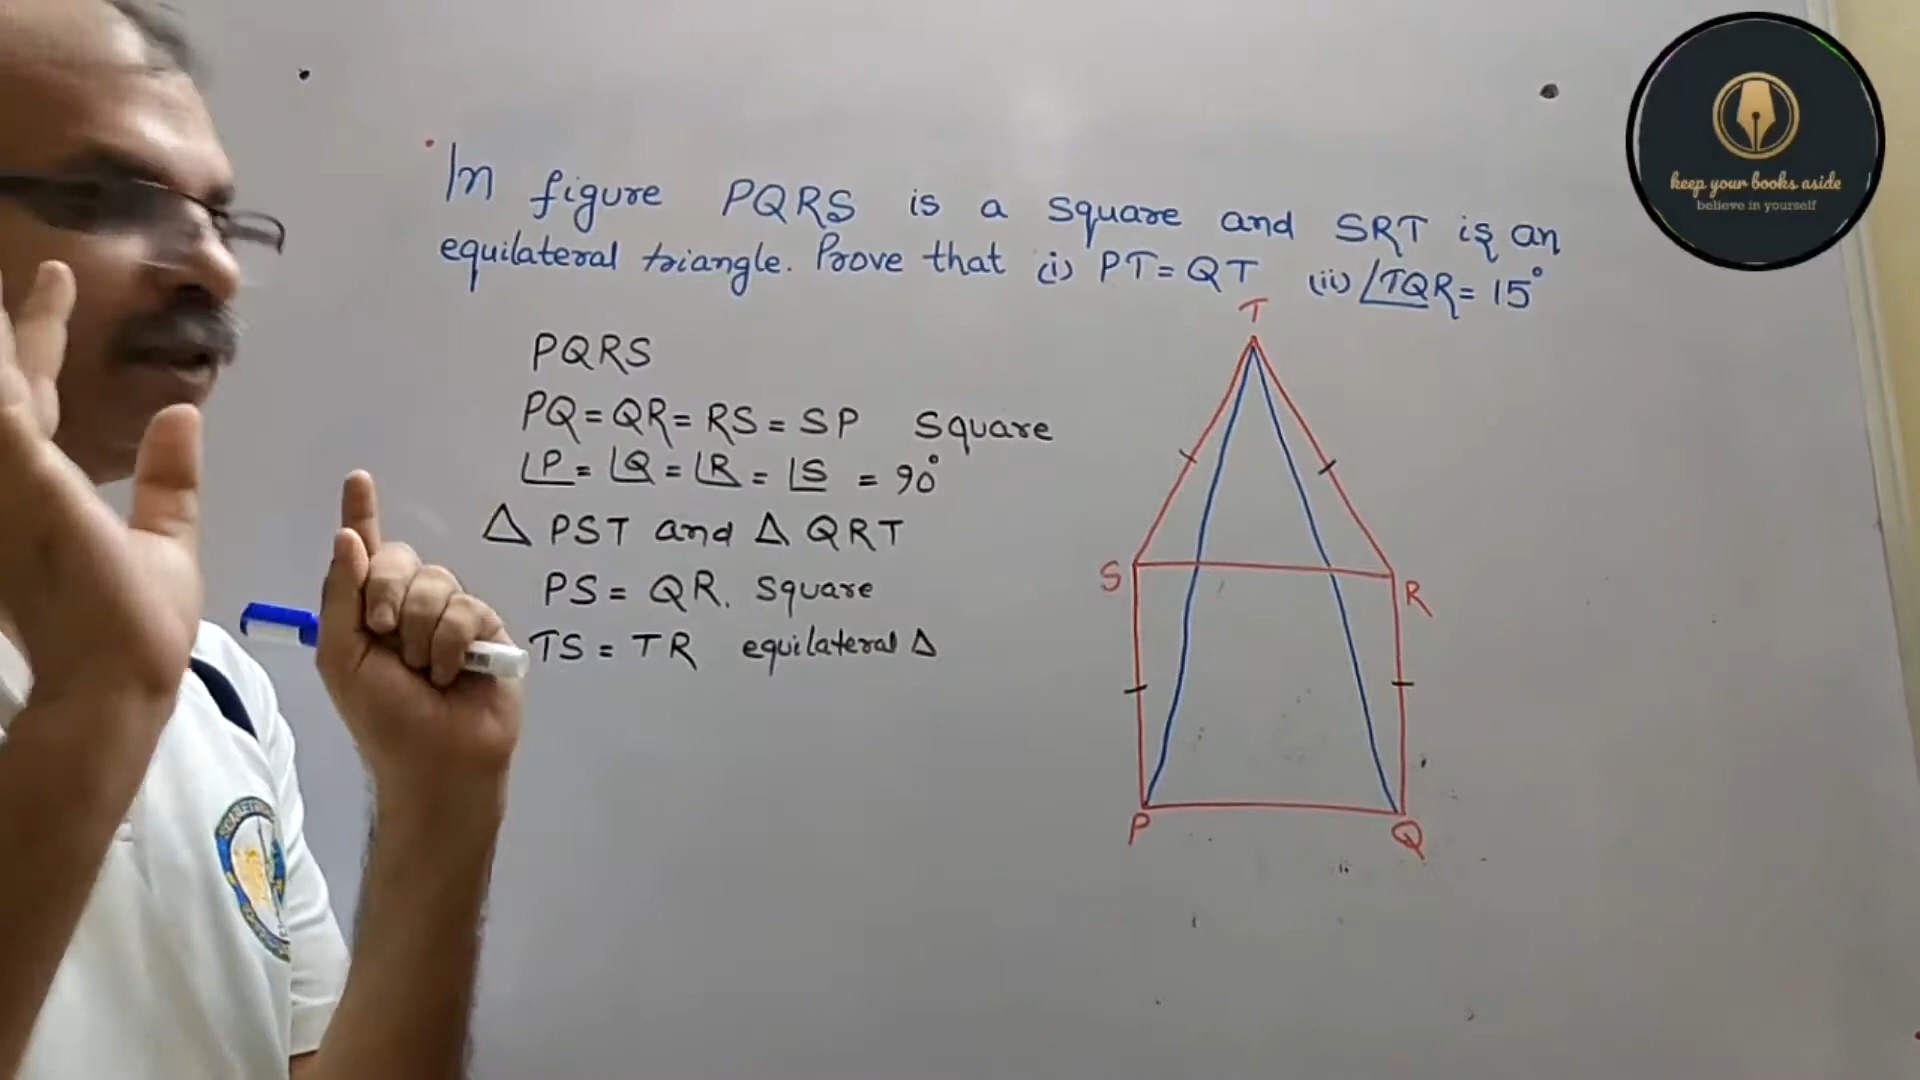 In figure PQRS is a square and SRT is an
equilateral triangle. Prove that (i) PT = QT (ii) ∠TQR = 15°
PQRS
PQ = QR = RS = SP Square
∠P = ∠Q = ∠R = ∠S = 90°
△ PST and △ QRT
PS = QR. Square
TS = TR equilateral △
T
S
R
P
Q
keep your books aside
believe in yourself